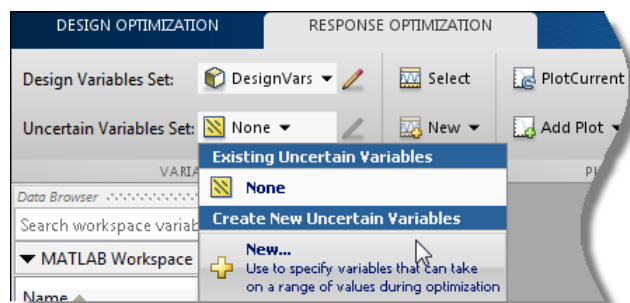 DESIGN OPTIMIZATION RESPONSE OPTIMIZATION
Design Variables Set: DesignVars Select PlotCurrent
Uncertain Variables Set: None New Add Plot
Existing Uncertain Variables
None
Data Browser
Create New Uncertain Variables
Search workspace
MATLAB Workspace
New...
Use to specify variables that can take
on a range of values during optimization
Name